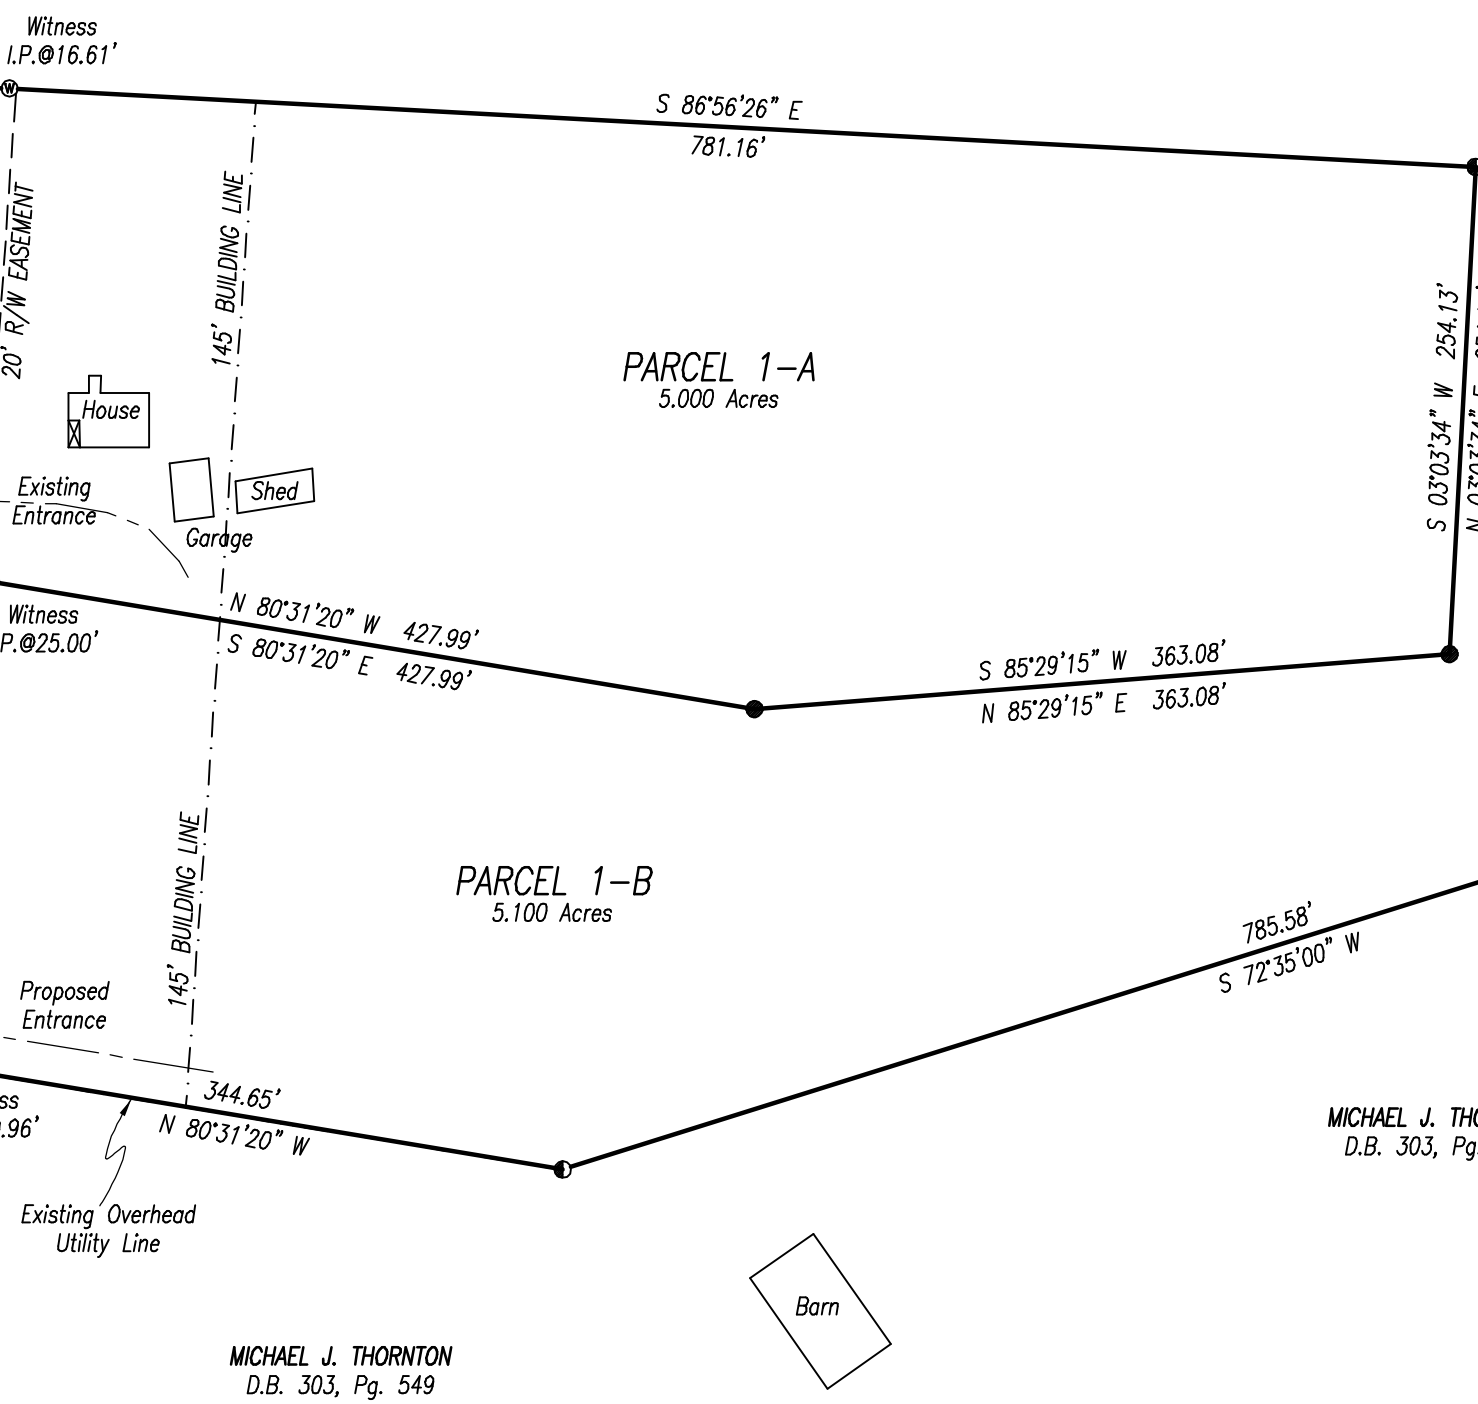 Witness
I.P.@16.61'
W
S 86°56'26" E
781.16'
20' R/W EASEMENT
145' BUILDING LINE
S 03°03'34" W 254.13'
N 03°03'34" E
PARCEL 1-A
5.000 Acres
House
Existing
Entrance
Shed
Garage
Witness
P.@25.00'
N 80°31'20" W 427.99'
S 80°31'20" E 427.99'
S 85°29'15" W 363.08'
N 85°29'15" E 363.08'
145' BUILDING LINE
PARCEL 1-B
5.100 Acres
785.58'
S 72°35'00" W
Proposed
Entrance
344.65'
N 80°31'20" W
ss
.96'
MICHAEL J. THO
D.B. 303, Pg.
Existing Overhead
Utility Line
Barn
MICHAEL J. THORNTON
D.B. 303, Pg. 549